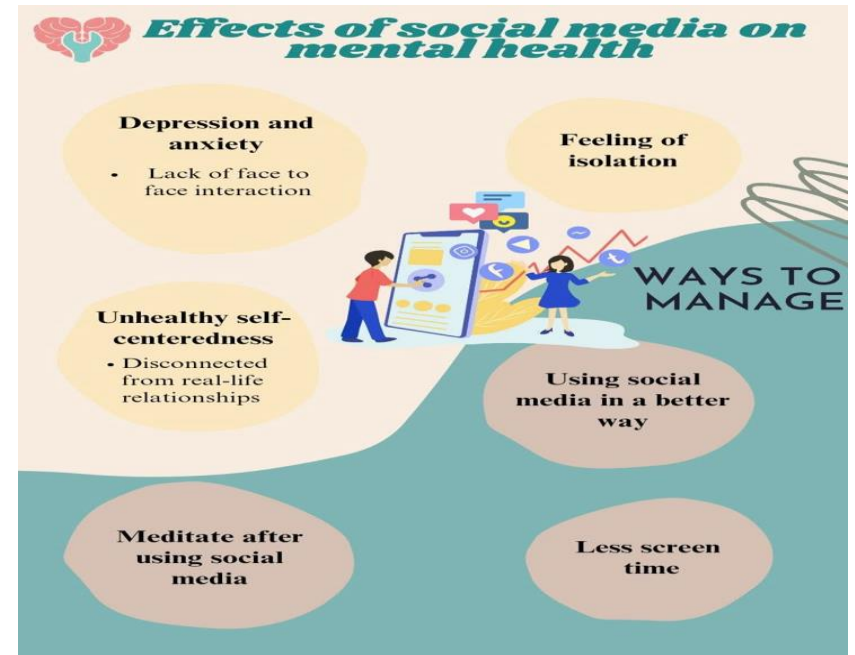 Effects of social media on
mental health
Depression and
anxiety
• Lack of face to
face interaction
Feeling of
isolation
Unhealthy self-
centeredness
• Disconnected
from real-life
relationships
WAYS TO
MANAGE
Using social
media in a better
way
Meditate after
using social
media
Less screen
time